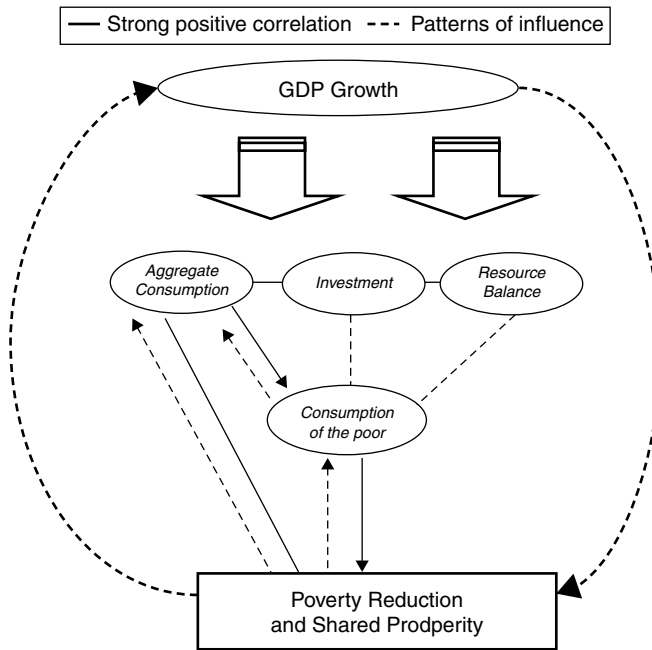 Strong positive correlation Patterns of influence
GDP Growth
Aggregate
Consumption
Investment
Resource
Balance
Consumption
of the poor
Poverty Reduction
and Shared Prodperity